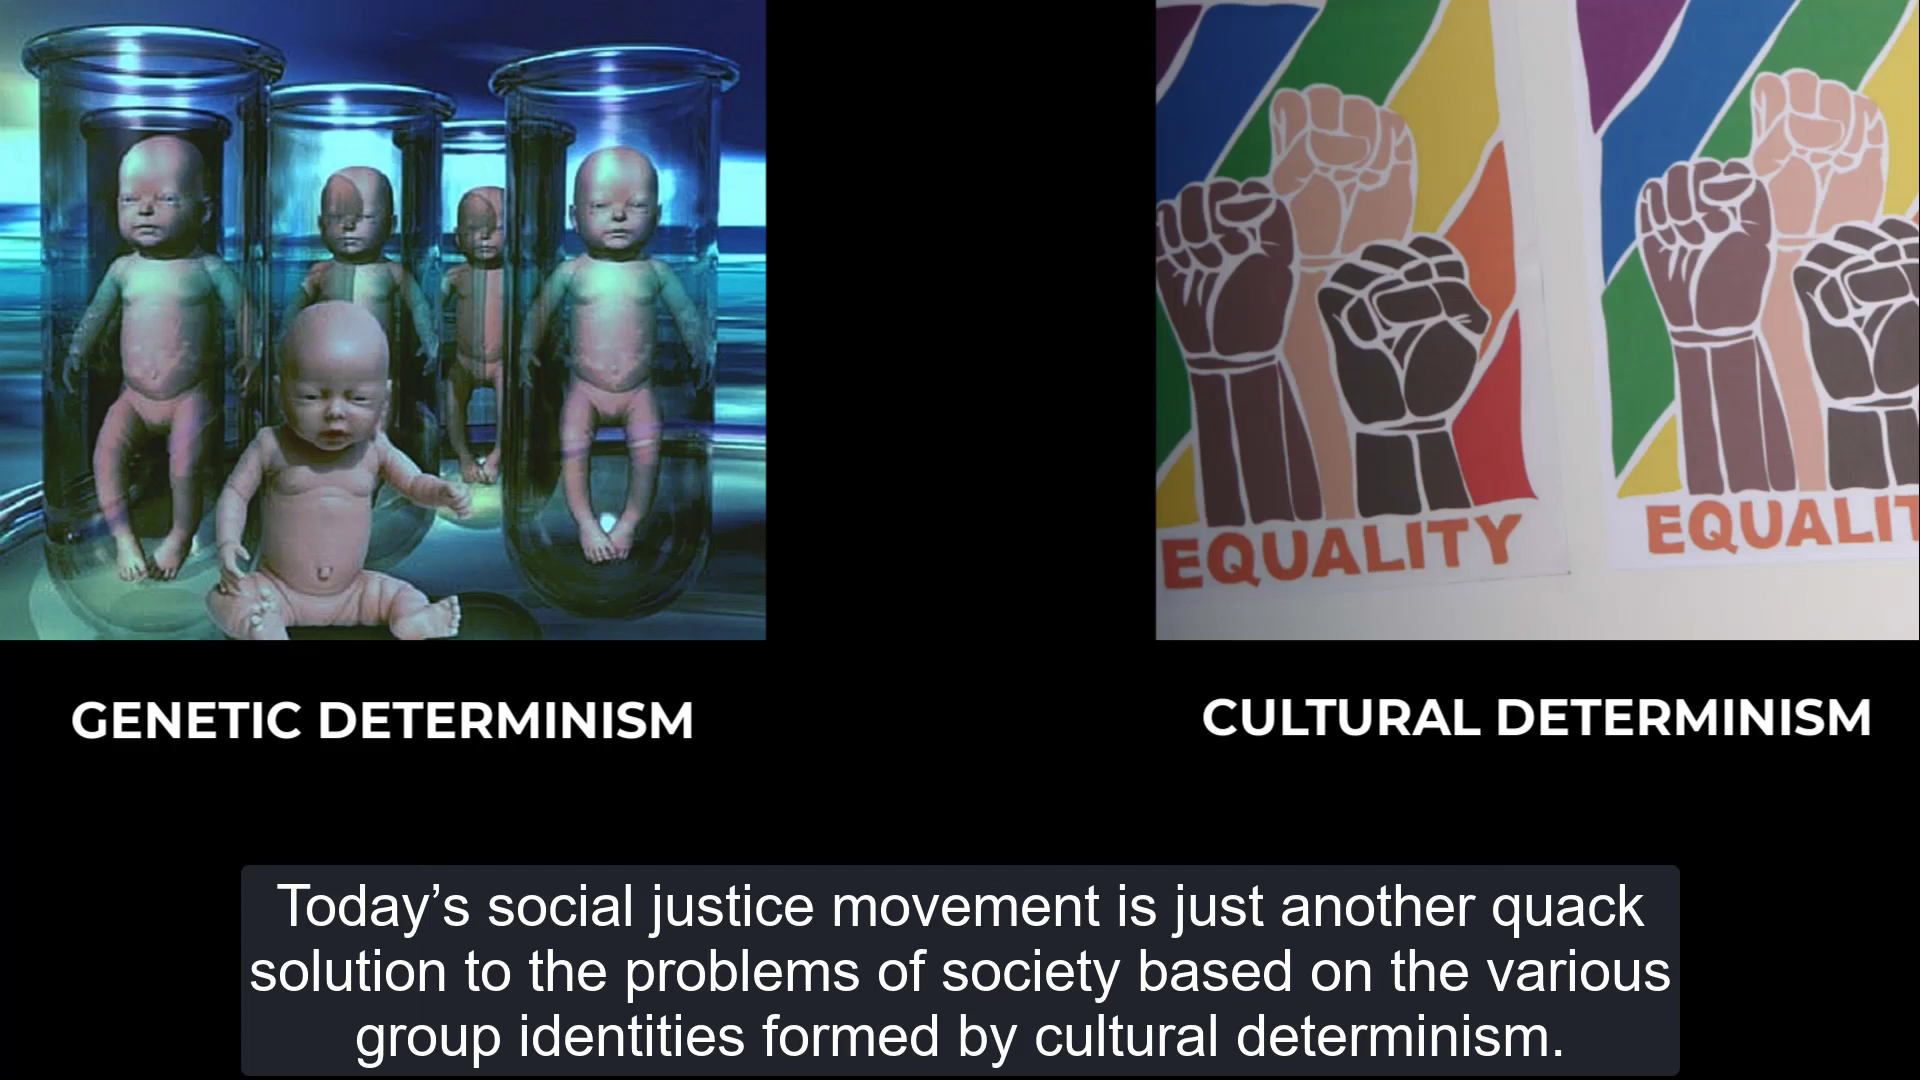 EQUALITY
EQUALIT
GENETIC DETERMINISM
CULTURAL DETERMINISM
Today’s social justice movement is just another quack
solution to the problems of society based on the various
group identities formed by cultural determinism.